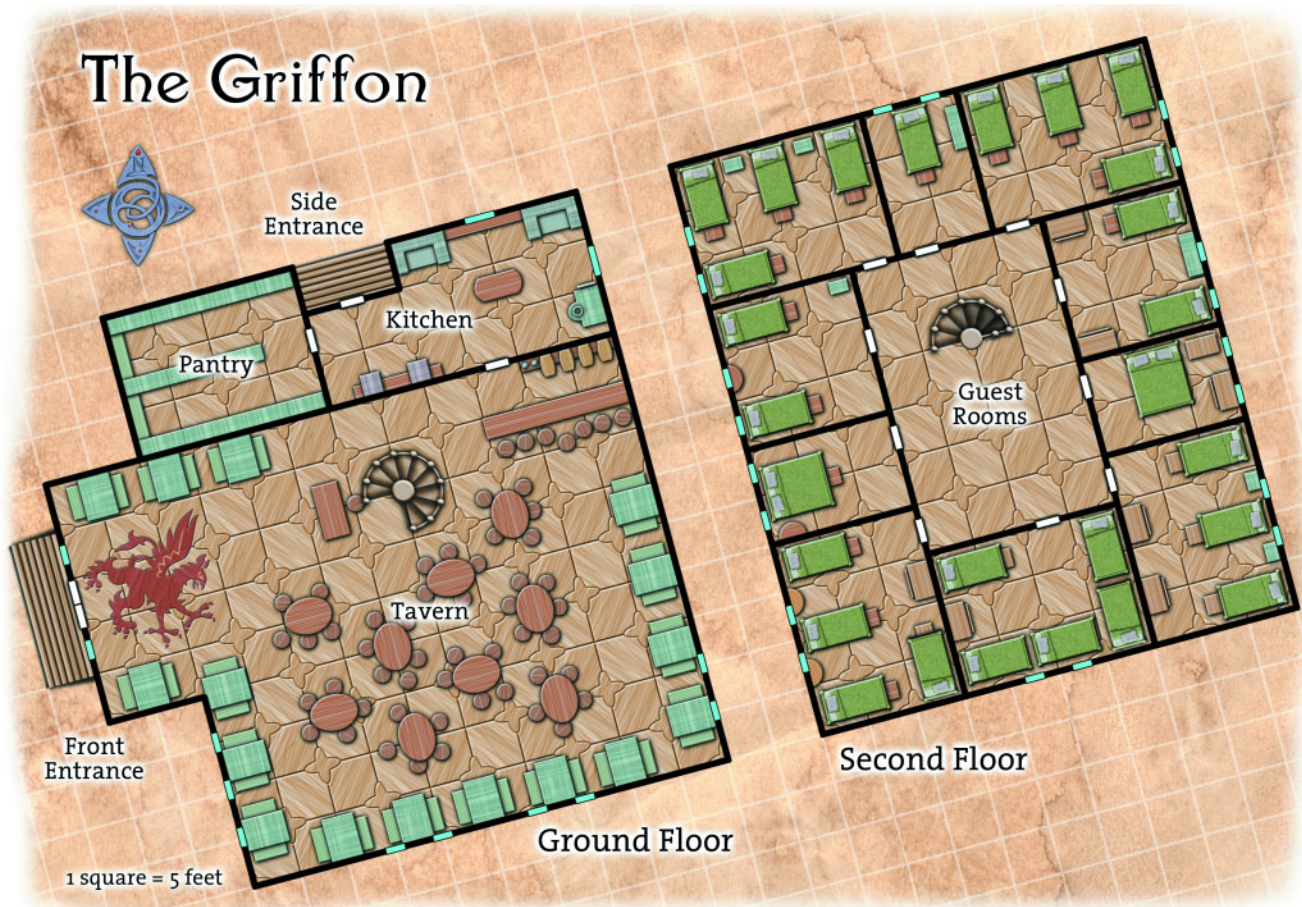 The Griffon
N
Side
Entrance
Kitchen
Pantry
Guest
Rooms
Tavern
Front
Entrance
Second Floor
Ground Floor
1 square = 5 feet